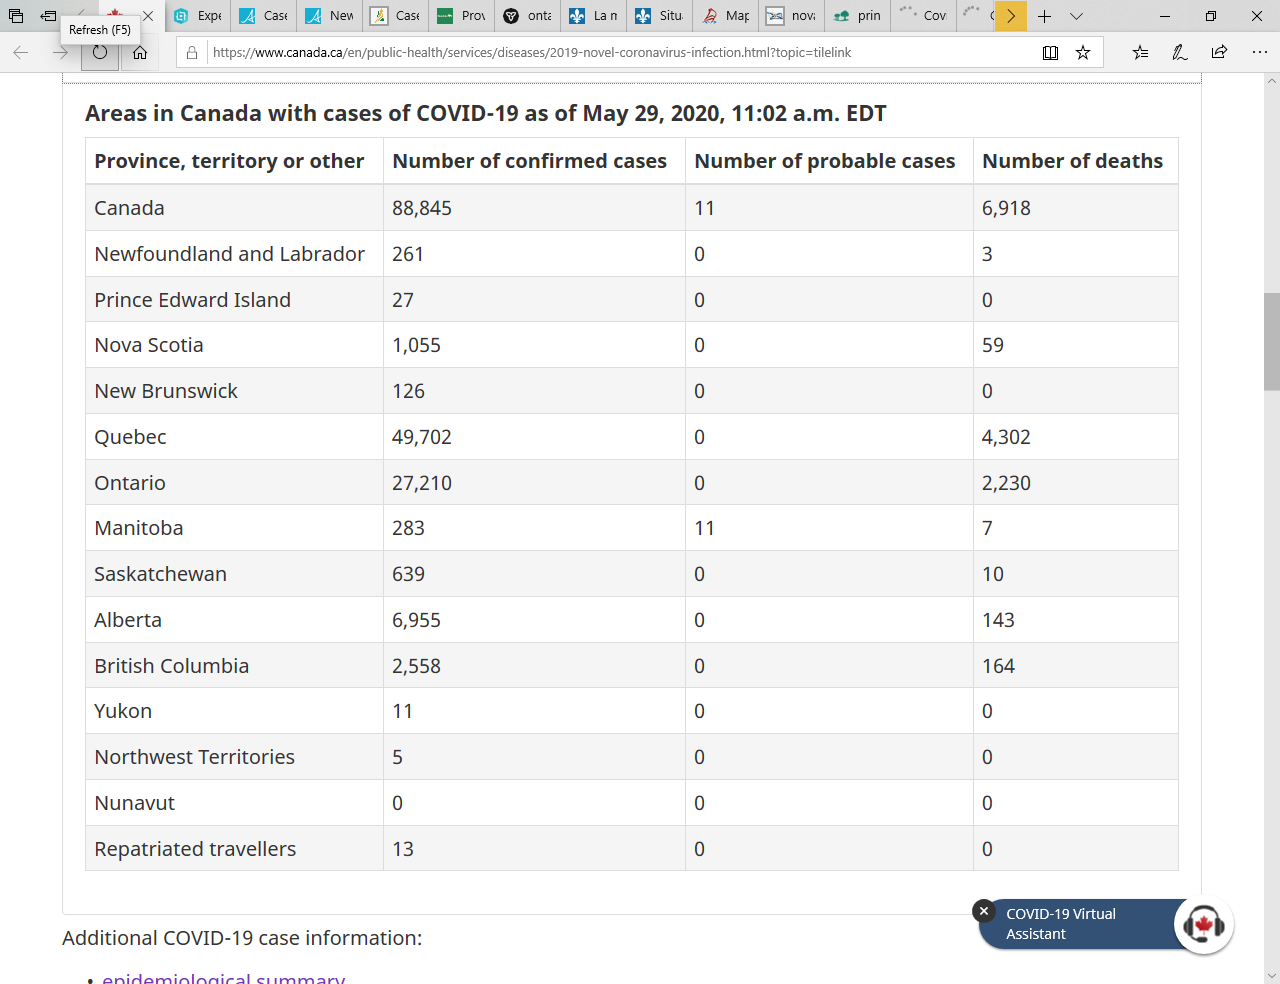 Expe
Case
New
Case
Prov
onta
La m
Situ
Map
nova
prin
Cov
Refresh (F5)
https://www.canada.ca/en/public-health/services/diseases/2019-novel-coronavirus-infection.html?topic=tilelink
Areas in Canada with cases of COVID-19 as of May 29, 2020, 11:02 a.m. EDT
Province, territory or other Number of confirmed cases Number of probable cases Number of deaths
Canada 88,845 11 6,918
Newfoundland and Labrador 261 0 3
Prince Edward Island 27 0 0
Nova Scotia 1,055 0 59
New Brunswick 126 0 0
Quebec 49,702 0 4,302
Ontario 27,210 0 2,230
Manitoba 283 11 7
Saskatchewan 639 0 10
Alberta 6,955 0 143
British Columbia 2,558 0 164
Yukon 11 0 0
Northwest Territories 5 0 0
Nunavut 0 0 0
Repatriated travellers 13 0 0
COVID-19 Virtual
Assistant
Additional COVID-19 case information:
• epidemiological summary